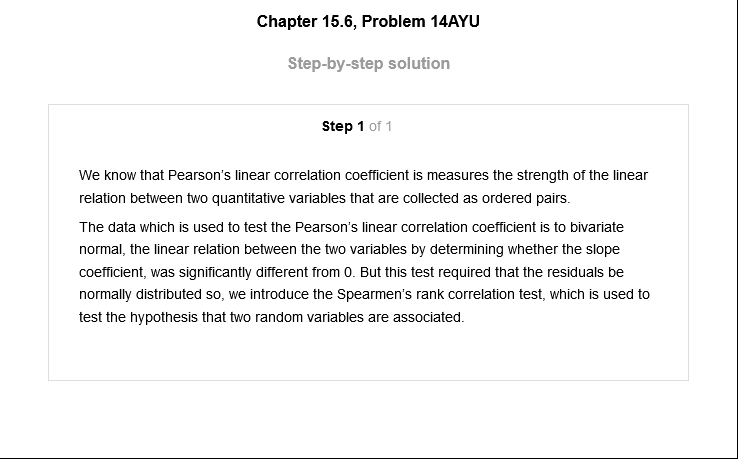 Chapter 15.6, Problem 14AYU
Step-by-step solution
Step 1 of 1
We know that Pearson's linear correlation coefficient is measures the strength of the linear
relation between two quantitative variables that are collected as ordered pairs.
The data which is used to test the Pearson's linear correlation coefficient is to bivariate
normal, the linear relation between the two variables by determining whether the slope
coefficient, was significantly different from 0. But this test required that the residuals be
normally distributed so, we introduce the Spearmen's rank correlation test, which is used to
test the hypothesis that two random variables are associated.